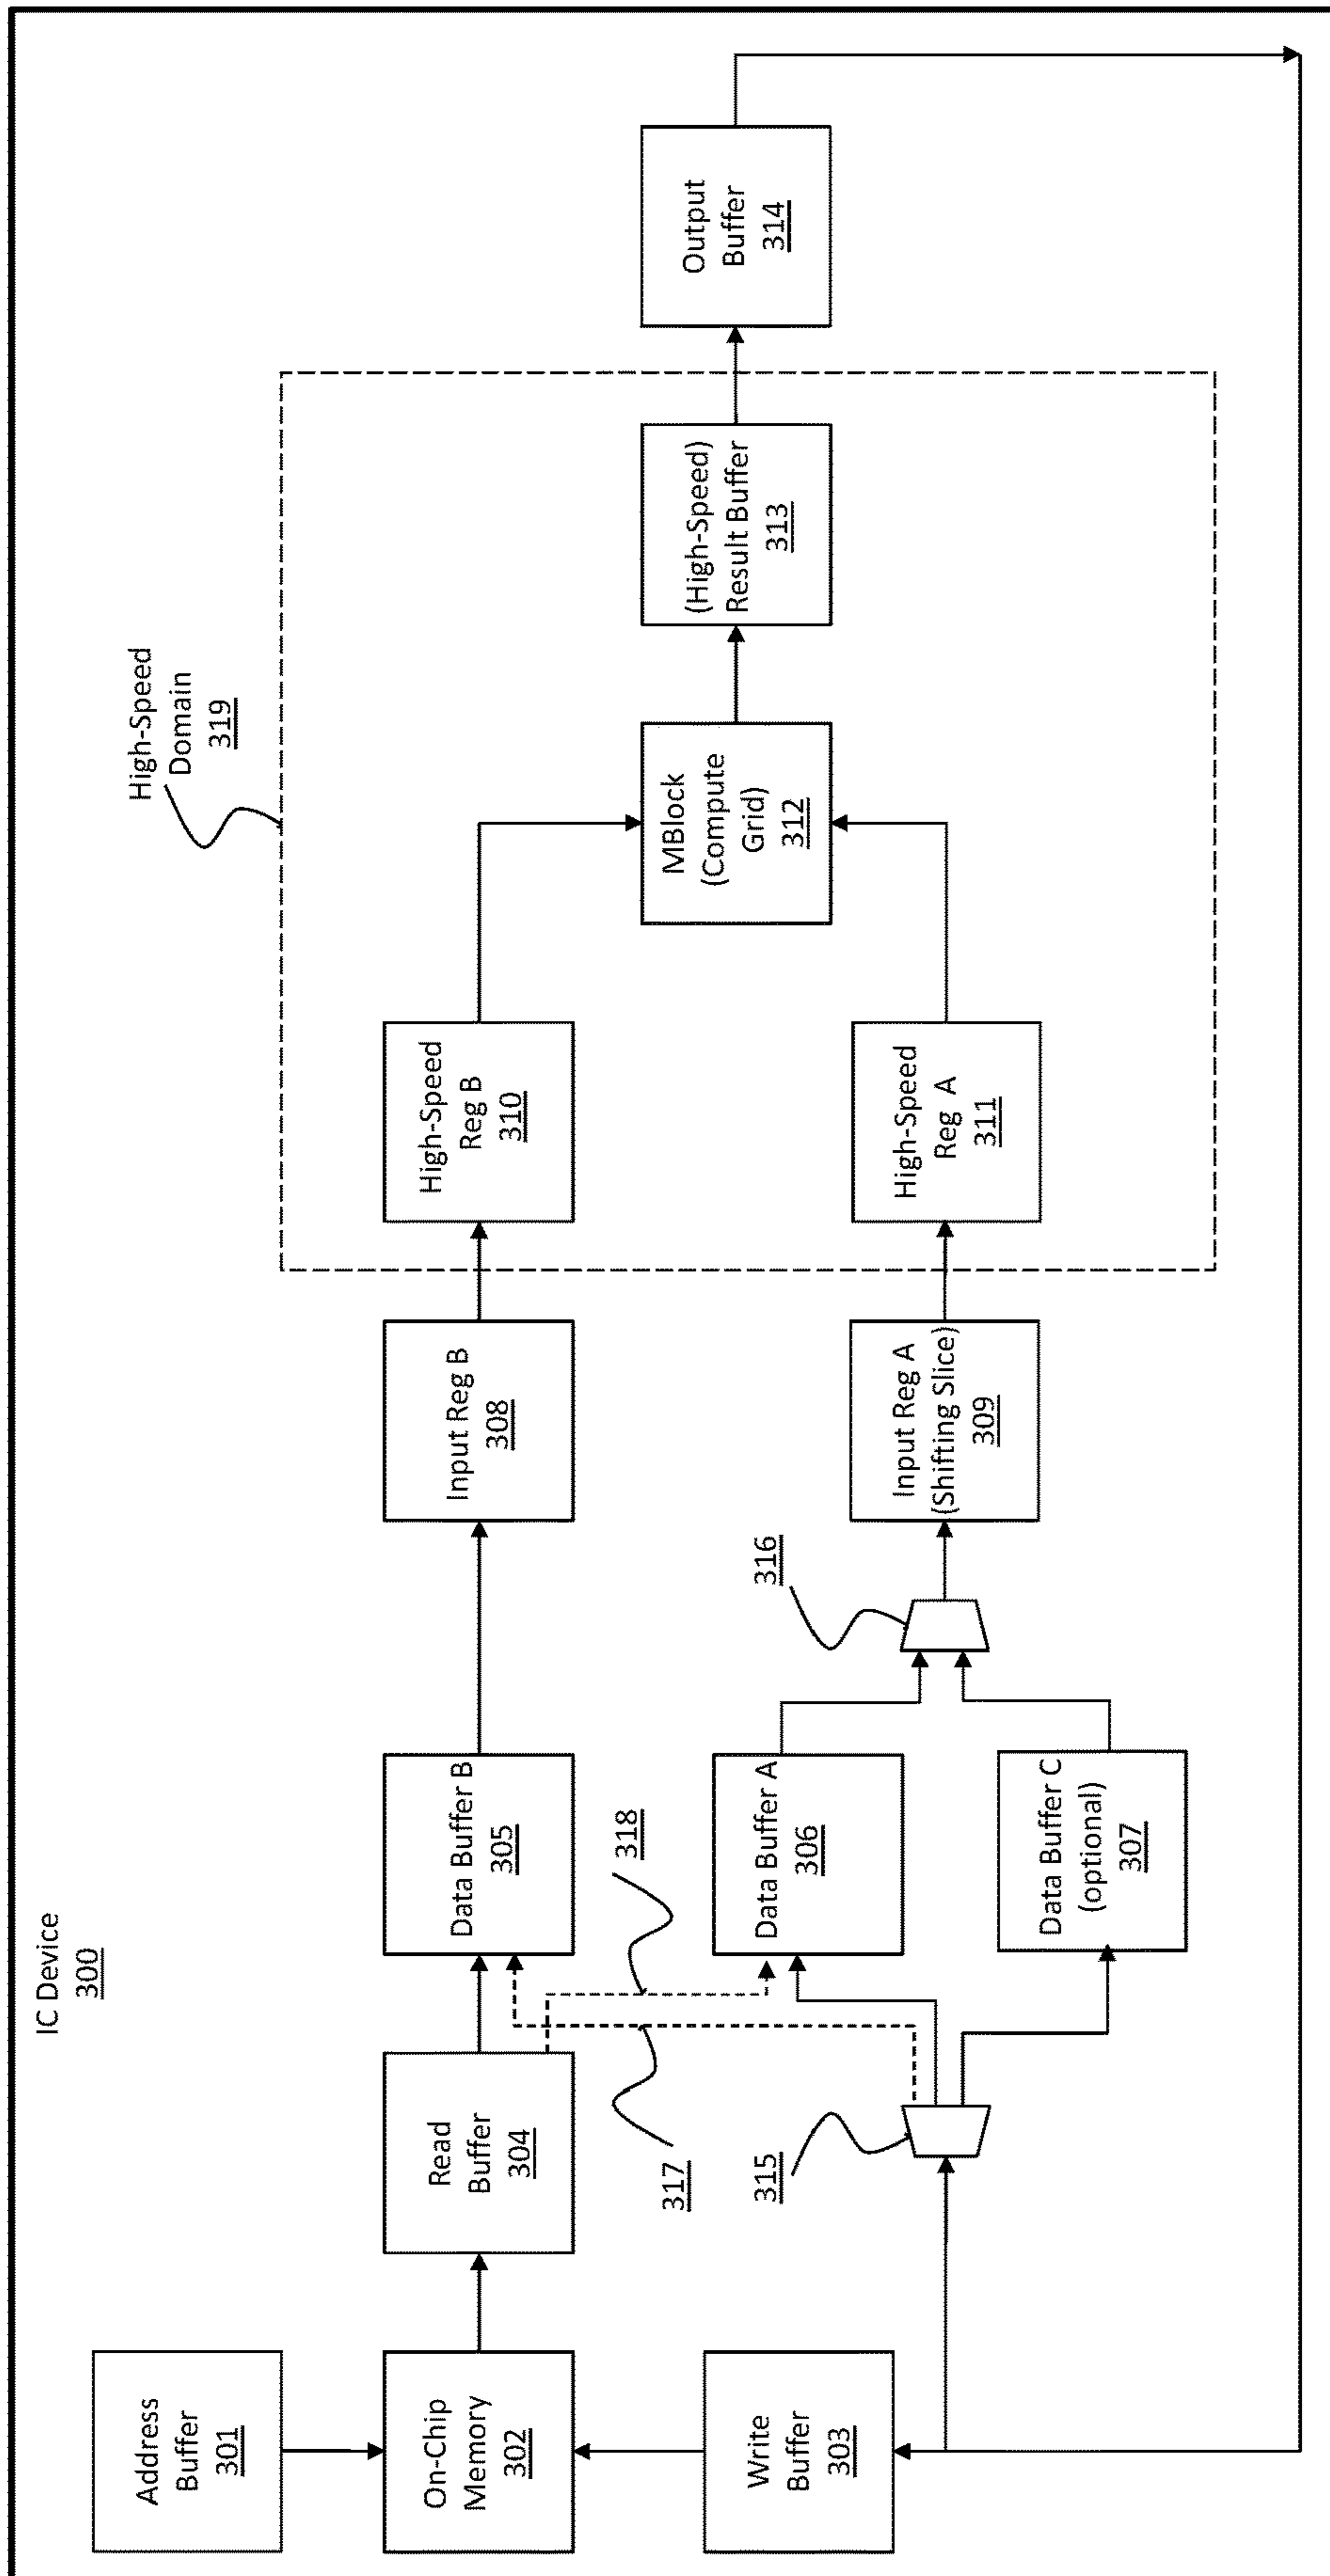 IC Device
300
High-Speed
Domain
319
Address
Buffer
301
On-Chip
Memory
302
Write
Buffer
303
Read
Buffer
304
Data Buffer B
305
Data Buffer A
306
Data Buffer C
(optional)
307
315
316
317
318
Input Reg B
308
Input Reg A
(Shifting Slice)
309
High-Speed
Reg B
310
High-Speed
Reg A
311
MBlock
(Compute
Grid)
312
(High-Speed)
Result Buffer
313
Output
Buffer
314